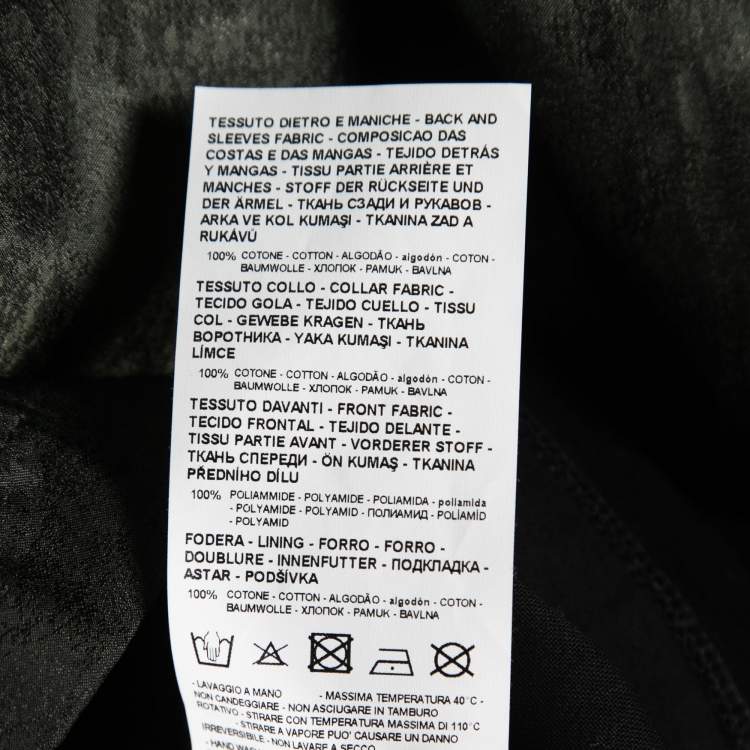 TESSUTO DIETRO E MANICHE - BACK AND
SLEEVES FABRIC - COMPOSICAO DAS
COSTAS E DAS MANGAS - TEJIDO DETRÁS
Y MANGAS - TISSU PARTIE ARRIÈRE ET
MANCHES - STOFF DER RÜCKSEITE UND
DER ÄRMEL - ТКАНЬ СЗАДИ И РУКАВОВ -
ARKA VE KOL KUMAŞI - TKANINA ZAD A
RUKÁVŮ
100% COTONE - COTTON - ALGODÃO - algodón - COTON -
BAUMWOLLE - ХЛОПОК - PAMUK - BAVLNA
TESSUTO COLLO - COLLAR FABRIC -
TECIDO GOLA - TEJIDO CUELLO - TISSU
COL - GEWEBE KRAGEN - ТКАНЬ
ВОРОТНИКА - YAKA KUMAŞI - TKANINA
LÍMCE
100% COTONE - COTTON - ALGODÃO - algodón - COTON -
BAUMWOLLE - ХЛОПОК - PAMUK - BAVLNA
TESSUTO DAVANTI - FRONT FABRIC -
TECIDO FRONTAL - TEJIDO DELANTE -
TISSU PARTIE AVANT - VORDERER STOFF -
ТКАНЬ СПЕРЕДИ - ÖN KUMAŞ - TKANINA
PŘEDNÍHO DÍLU
100% POLIAMMIDE - POLYAMIDE - POLIAMIDA - poliamida
- POLYAMIDE - POLYAMID - ПОЛИАМИД - POLÍAMÍD
- POLYAMID
FODERA - LINING - FORRO - FORRO -
DOUBLURE - INNENFUTTER - ПОДКЛАДКА -
ASTAR - PODŠÍVKA
100% COTONE - COTTON - ALGODÃO - algodón - COTON -
BAUMWOLLE - ХЛОПОК - PAMUK - BAVLNA
- LAVAGGIO A MANO - MASSIMA TEMPERATURA 40°C -
NON CANDEGGIARE - NON ASCIUGARE IN TAMBURO
ROTATIVO - STIRARE CON TEMPERATURA MASSIMA DI 110°C
- STIRARE A VAPORE PUO' CAUSARE UN DANNO
IRREVERSIBILE - NON LAVARE A SECCO
- HAND WASH